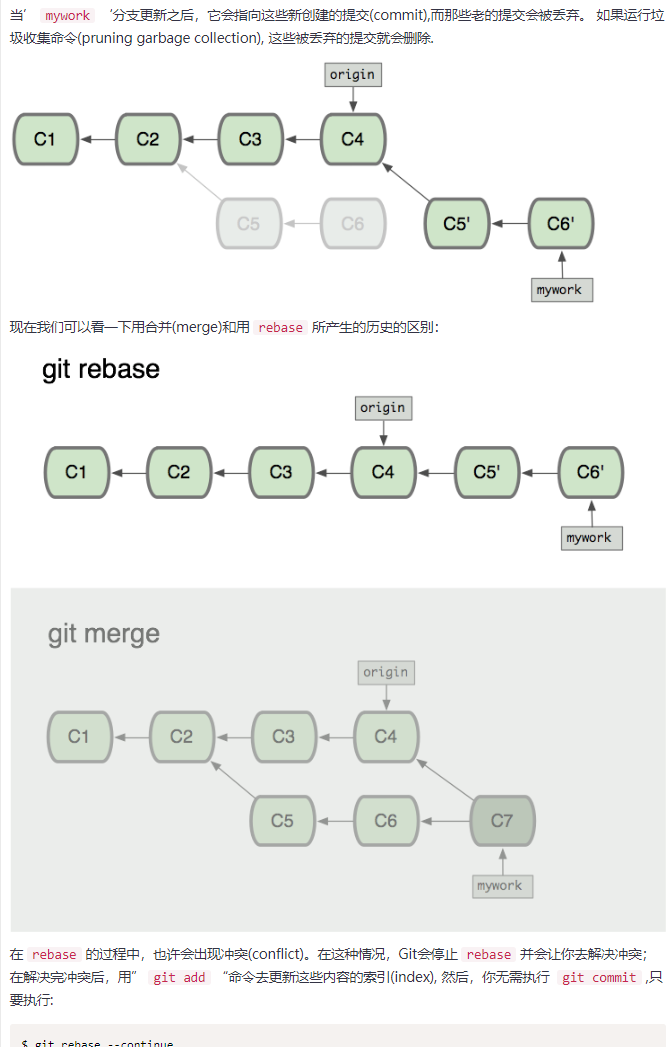 当’ mywork ‘分支更新之后，它会指向这些新创建的提交(commit),而那些老的提交会被丢弃。 如果运行垃
圾收集命令(pruning garbage collection), 这些被丢弃的提交就会删除.
origin
C1 C2 C3 C4
C5 C6 C5' C6'
mywork
现在我们可以看一下用合并(merge)和用 rebase 所产生的历史的区别：
git rebase
origin
C1 C2 C3 C4 C5' C6'
mywork
git merge
origin
C1 C2 C3 C4
C5 C6 C7
mywork
在 rebase 的过程中，也许会出现冲突(conflict)。在这种情况，Git会停止 rebase 并会让你去解决冲突；
在解决完冲突后，用” git add “命令去更新这些内容的索引(index), 然后，你无需执行 git commit ,只
要执行:
$ git rebase --continue